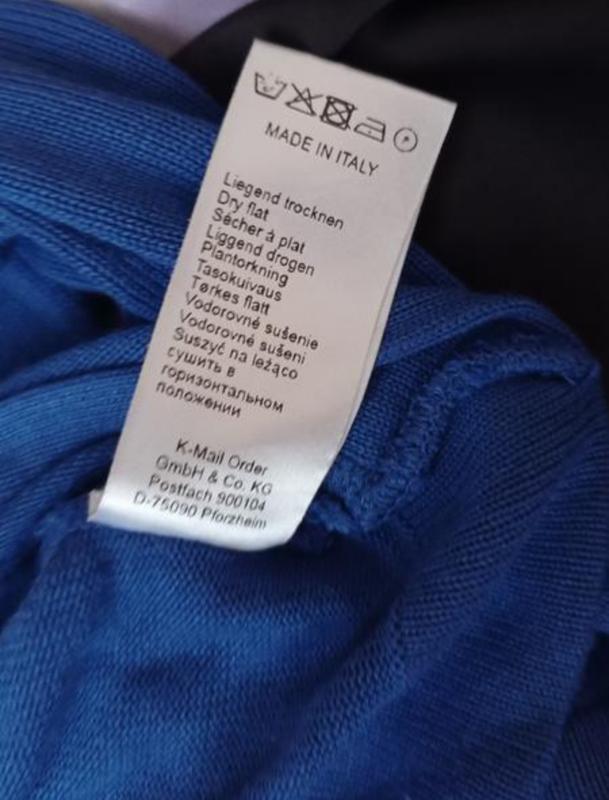 MADE IN ITALY
Liegend trocknen
Dry flat
Sécher à plat
Liggend drogen
Plantorkning
Tasokuivaus
Tørkes flatt
Vodorovné sušenie
Vodorovné sušení
Suszyć na leżąco
сушить в
горизонтальном
положении
K-Mail Order
GmbH & Co. KG
Postfach 900104
D-75090 Pforzheim